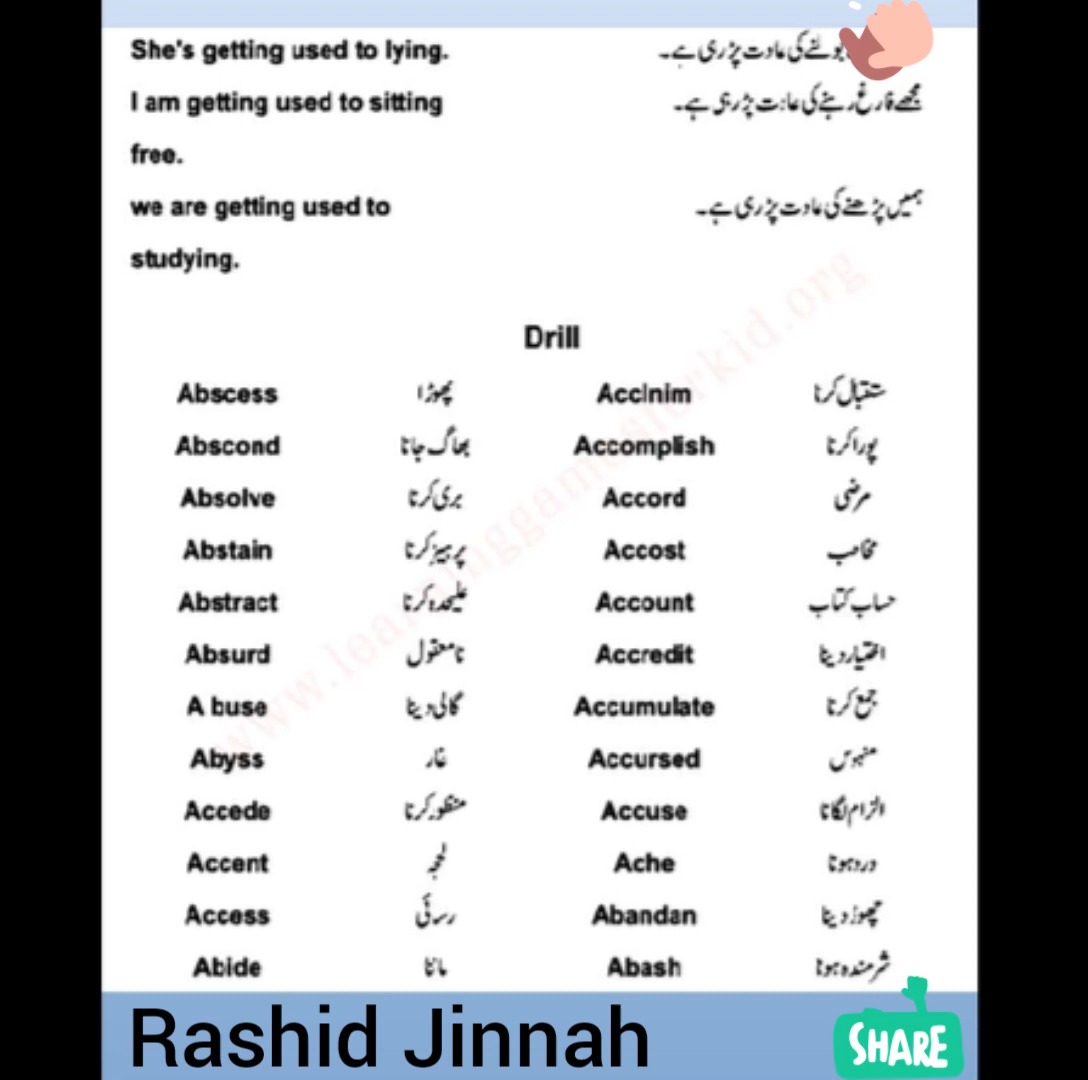 She's getting used to lying. بولنے کی عادت پڑ رہی ہے۔
I am getting used to sitting مجھے فارغ رہنے کی عادت پڑ رہی ہے۔
free.
we are getting used to ہمیں پڑھنے کی عادت پڑ رہی ہے۔
studying.
Drill
Abscess پھوڑا Acclnim ستقبال کرنا
Abscond بھاگ جانا Accomplish پورا کرنا
Absolve بری کرنا Accord مرضی
Abstain پرہیز کرنا Accost
Abstract علیحدہ کرنا Account حساب کتاب
Absurd نامعقول Accredit اختیار دینا
A buse گالی دینا Accumulate جمع کرنا
Abyss غار Accursed
Accede منظور کرنا Accuse الزام لگانا
Accent Ache درد ہونا
Access رسائی Abandan چھوڑ دینا
Abide ماننا Abash شرمندہ ہونا
www.learninggamesforkid.org
Rashid Jinnah
SHARE